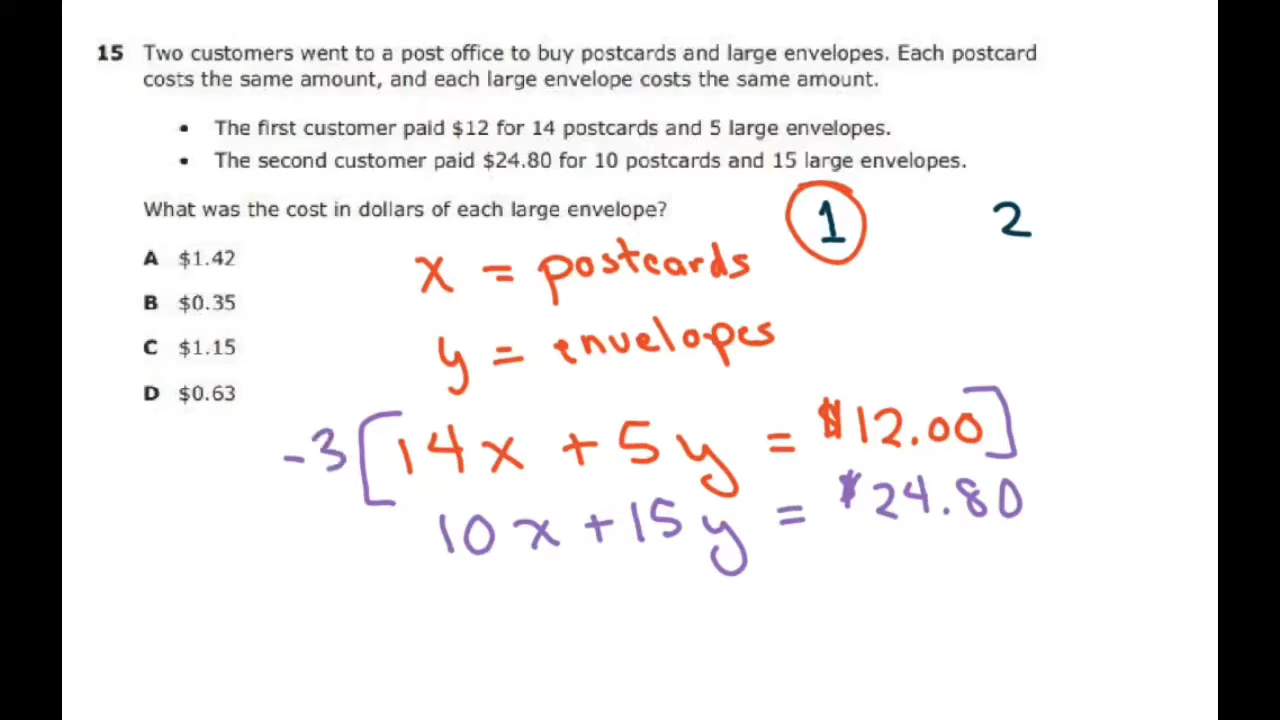 15 Two customers went to a post office to buy postcards and large envelopes. Each postcard
costs the same amount, and each large envelope costs the same amount.
• The first customer paid $12 for 14 postcards and 5 large envelopes.
• The second customer paid $24.80 for 10 postcards and 15 large envelopes.
What was the cost in dollars of each large envelope?
1 2
A $1.42
x = postcards
B $0.35
y = envelopes
C $1.15
D $0.63
-3 [14x + 5y = $12.00]
10x + 15y = $24.80